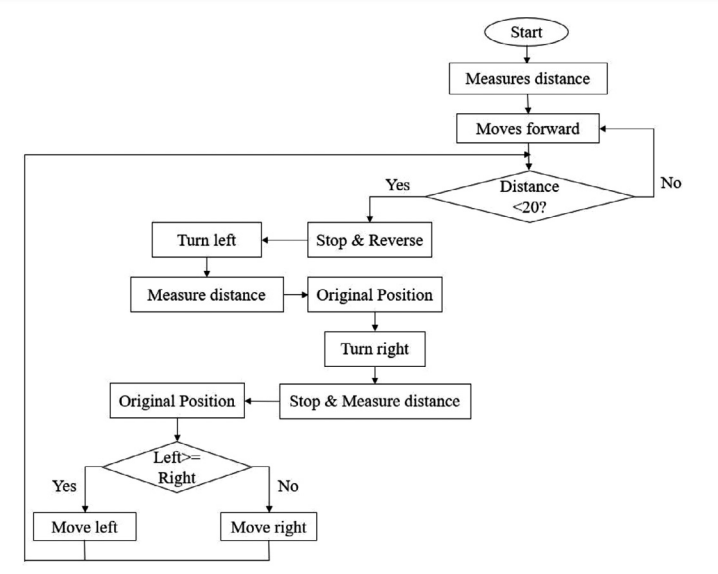 Start
Measures distance
Moves forward
Distance
<20?
Yes
No
Stop & Reverse
Turn left
Measure distance
Original Position
Turn right
Stop & Measure distance
Original Position
Left>=
Right
Yes
No
Move left
Move right